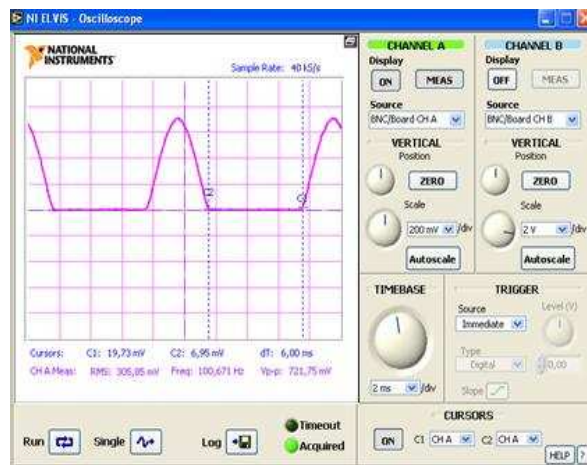 NI ELVIS - Oscilloscope
NATIONAL
INSTRUMENTS
Sample Rate: 40 kS/s
C2
C1
Cursors: C1: 19,73 mV C2: 6,95 mV dT: 6,00 ms
CH A Meas: RMS: 305,85 mV Freq: 100,671 Hz Vp-p: 721,75 mV
Run
Single
Log
Timeout
Acquired
CHANNEL A
Display
ON MEAS
Source
BNC/Board CH A
VERTICAL
Position
ZERO
Scale
200 mV /div
Autoscale
CHANNEL B
Display
OFF MEAS
Source
BNC/Board CH B
VERTICAL
Position
ZERO
Scale
2 V /div
Autoscale
TIMEBASE
2 ms /div
TRIGGER
Source
Immediate
Level (V)
Type
Digital
0,00
Slope
CURSORS
ON C1 CH A C2 CH A
HELP ?